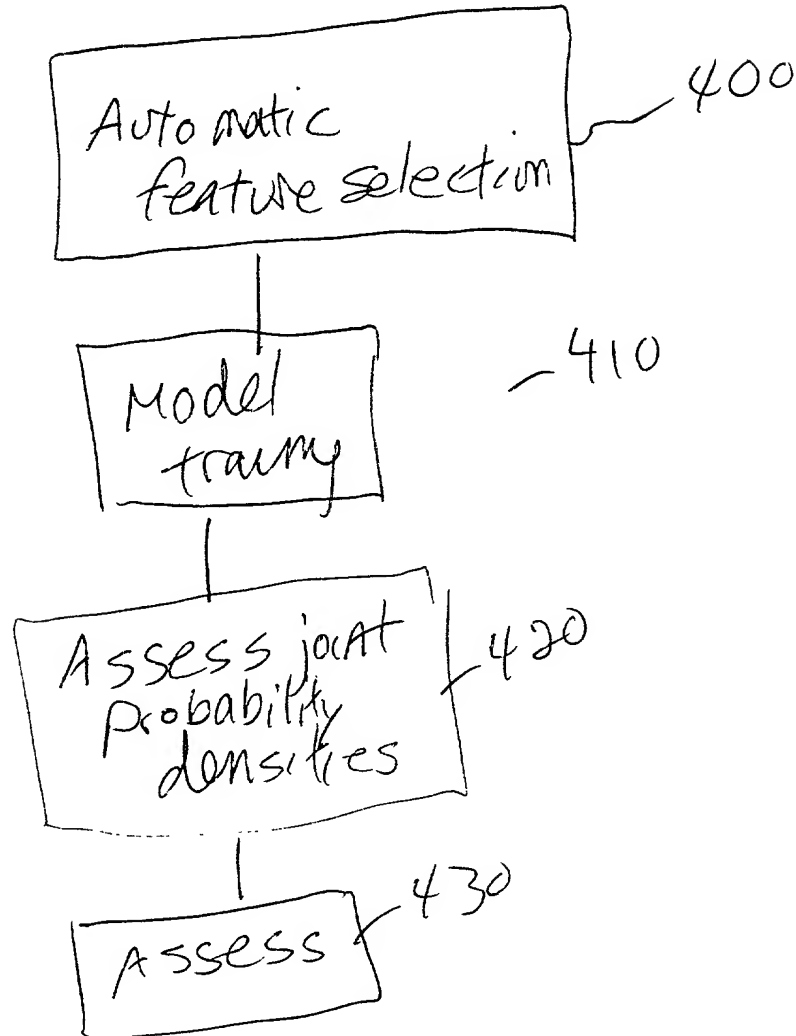 Automatic
feature selection
400
Model
training
410
Assess joint
probability
densities
420
Assess
430